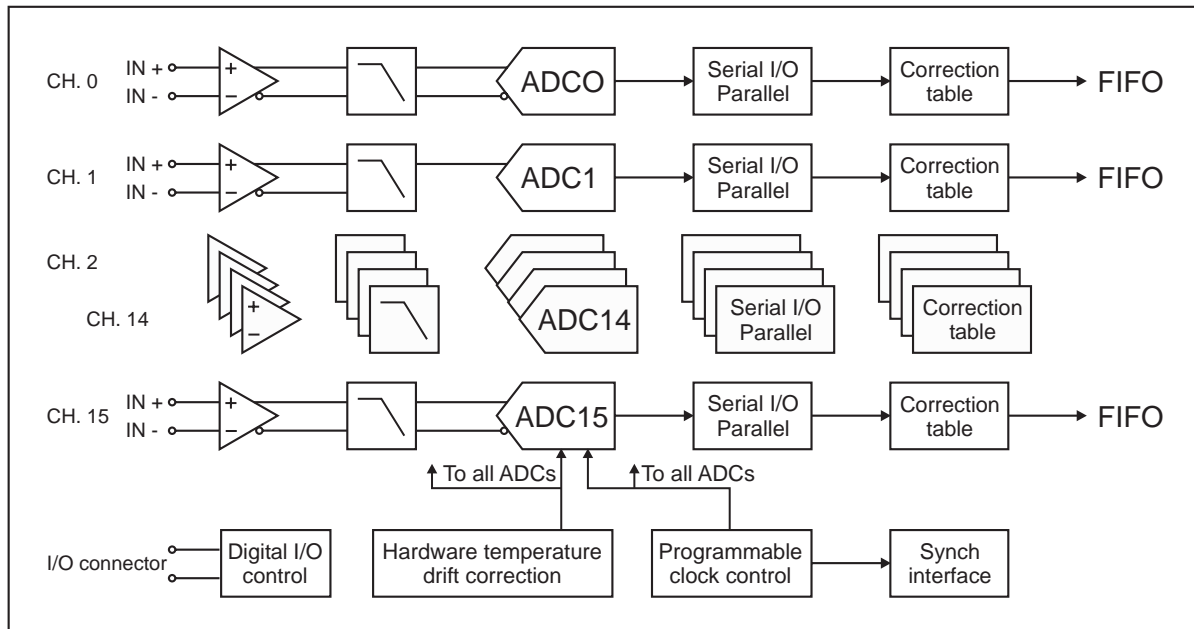 CH. 0
IN +
IN -
+
−
ADCO
Serial I/O
Parallel
Correction
table
FIFO
CH. 1
IN +
IN -
+
−
ADC1
Serial I/O
Parallel
Correction
table
FIFO
CH. 2
CH. 14
+
−
ADC14
Serial I/O
Parallel
Correction
table
CH. 15
IN +
IN -
+
−
ADC15
Serial I/O
Parallel
Correction
table
FIFO
To all ADCs
To all ADCs
I/O connector
Digital I/O
control
Hardware temperature
drift correction
Programmable
clock control
Synch
interface